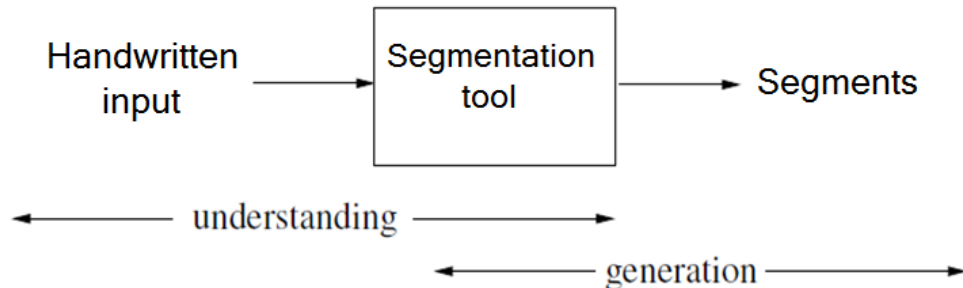 Handwritten
input
Segmentation
tool
Segments
understanding
generation